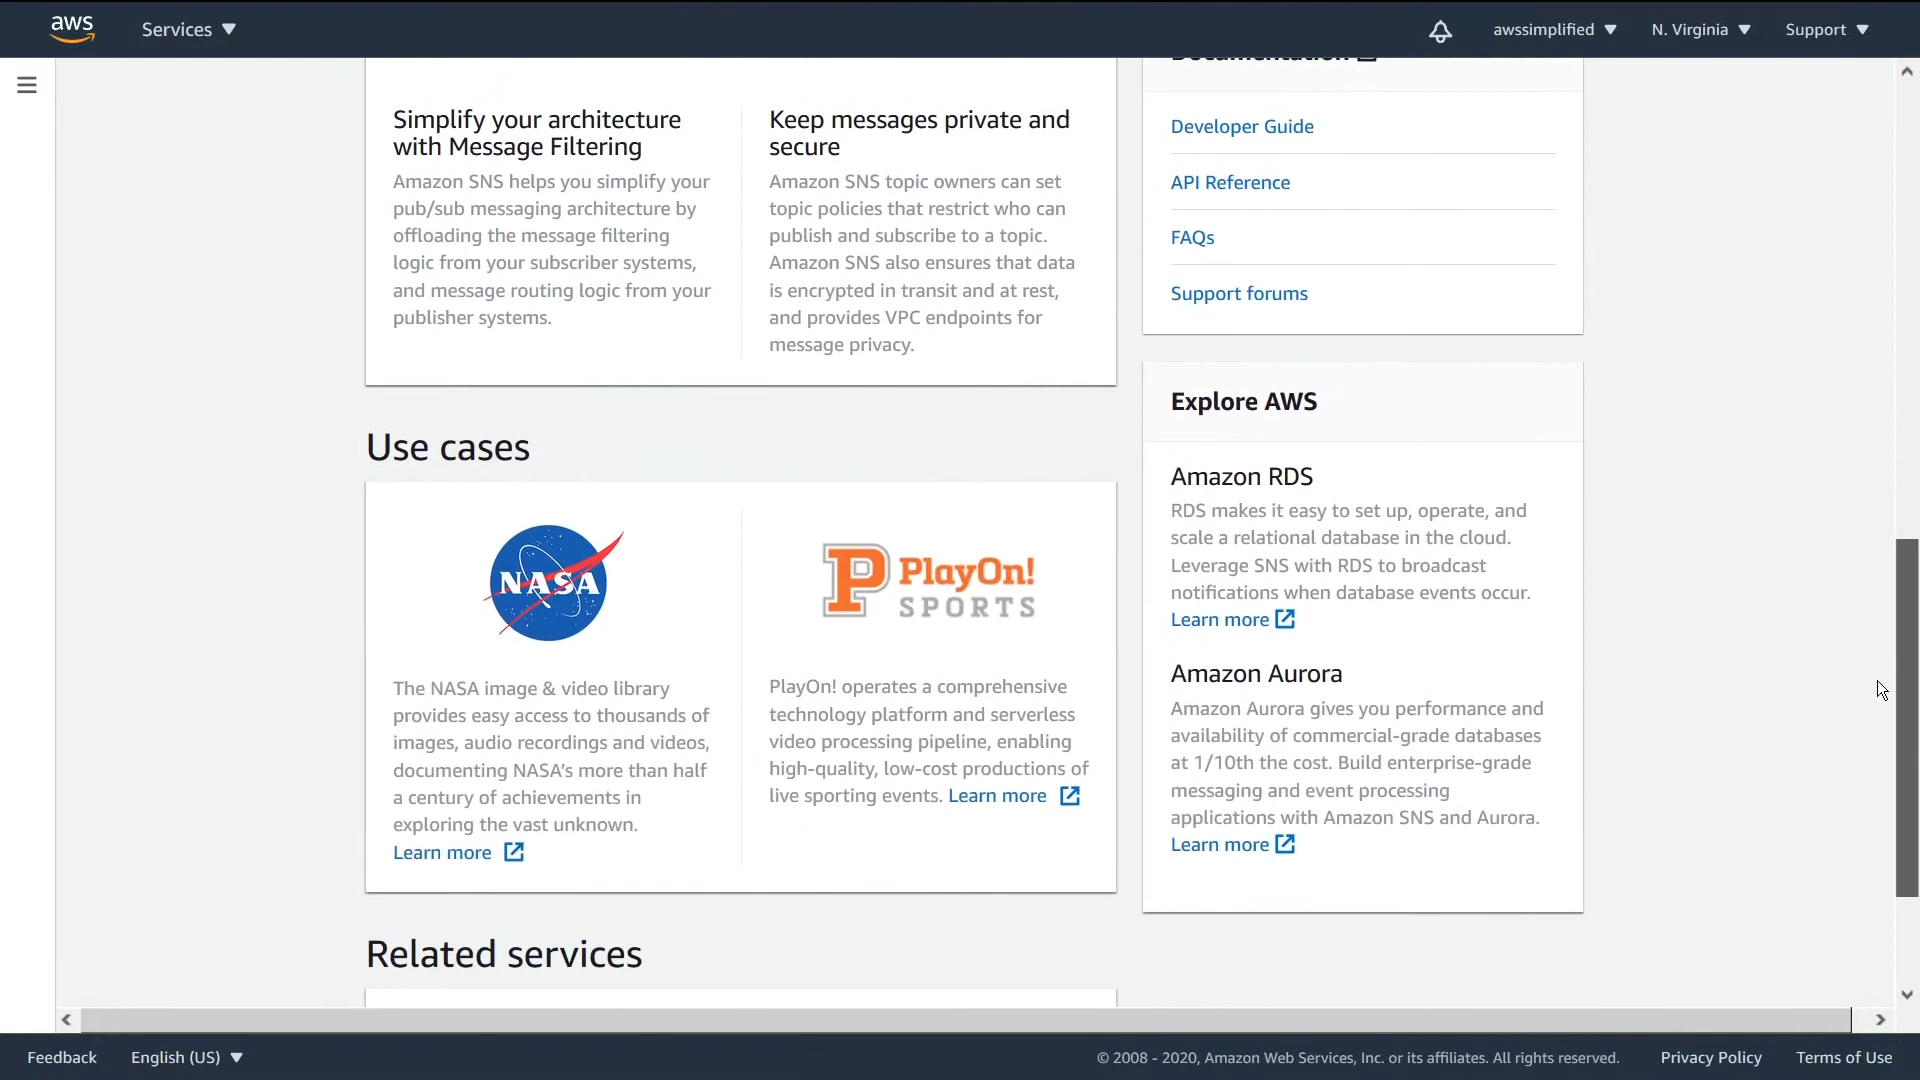 aws
Services
awssimplified
N. Virginia
Support
Simplify your architecture
with Message Filtering
Amazon SNS helps you simplify your
pub/sub messaging architecture by
offloading the message filtering
logic from your subscriber systems,
and message routing logic from your
publisher systems.
Keep messages private and
secure
Amazon SNS topic owners can set
topic policies that restrict who can
publish and subscribe to a topic.
Amazon SNS also ensures that data
is encrypted in transit and at rest,
and provides VPC endpoints for
message privacy.
Documentation
Developer Guide
API Reference
FAQs
Support forums
Use cases
NASA
The NASA image & video library
provides easy access to thousands of
images, audio recordings and videos,
documenting NASA’s more than half
a century of achievements in
exploring the vast unknown.
Learn more
P PlayOn!
SPORTS
PlayOn! operates a comprehensive
technology platform and serverless
video processing pipeline, enabling
high-quality, low-cost productions of
live sporting events. Learn more
Explore AWS
Amazon RDS
RDS makes it easy to set up, operate, and
scale a relational database in the cloud.
Leverage SNS with RDS to broadcast
notifications when database events occur.
Learn more
Amazon Aurora
Amazon Aurora gives you performance and
availability of commercial-grade databases
at 1/10th the cost. Build enterprise-grade
messaging and event processing
applications with Amazon SNS and Aurora.
Learn more
Related services
Feedback
English (US)
© 2008 - 2020, Amazon Web Services, Inc. or its affiliates. All rights reserved.
Privacy Policy
Terms of Use